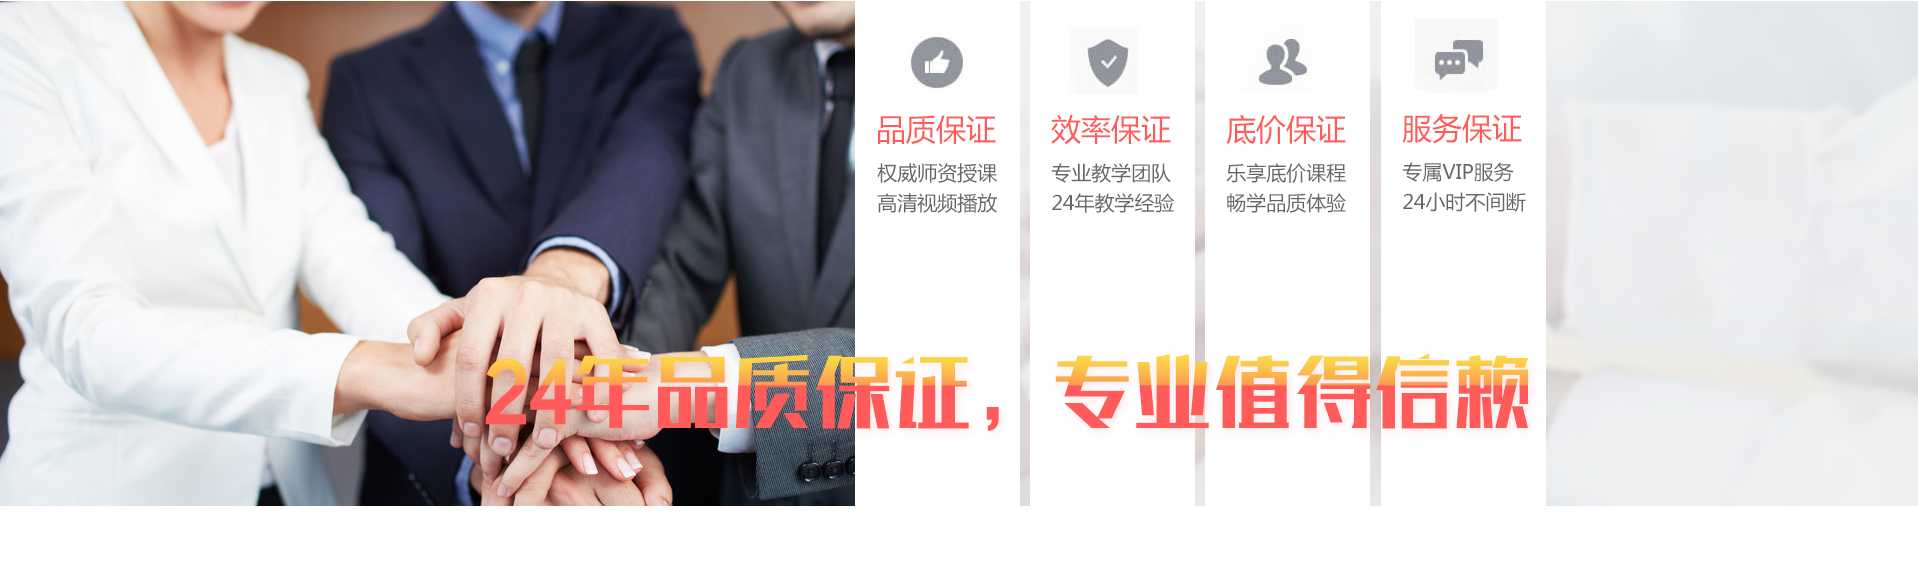 品质保证
权威师资授课
高清视频播放
效率保证
专业教学团队
24年教学经验
底价保证
乐享底价课程
畅学品质体验
服务保证
专属VIP服务
24小时不间断
24年品质保证，专业值得信赖